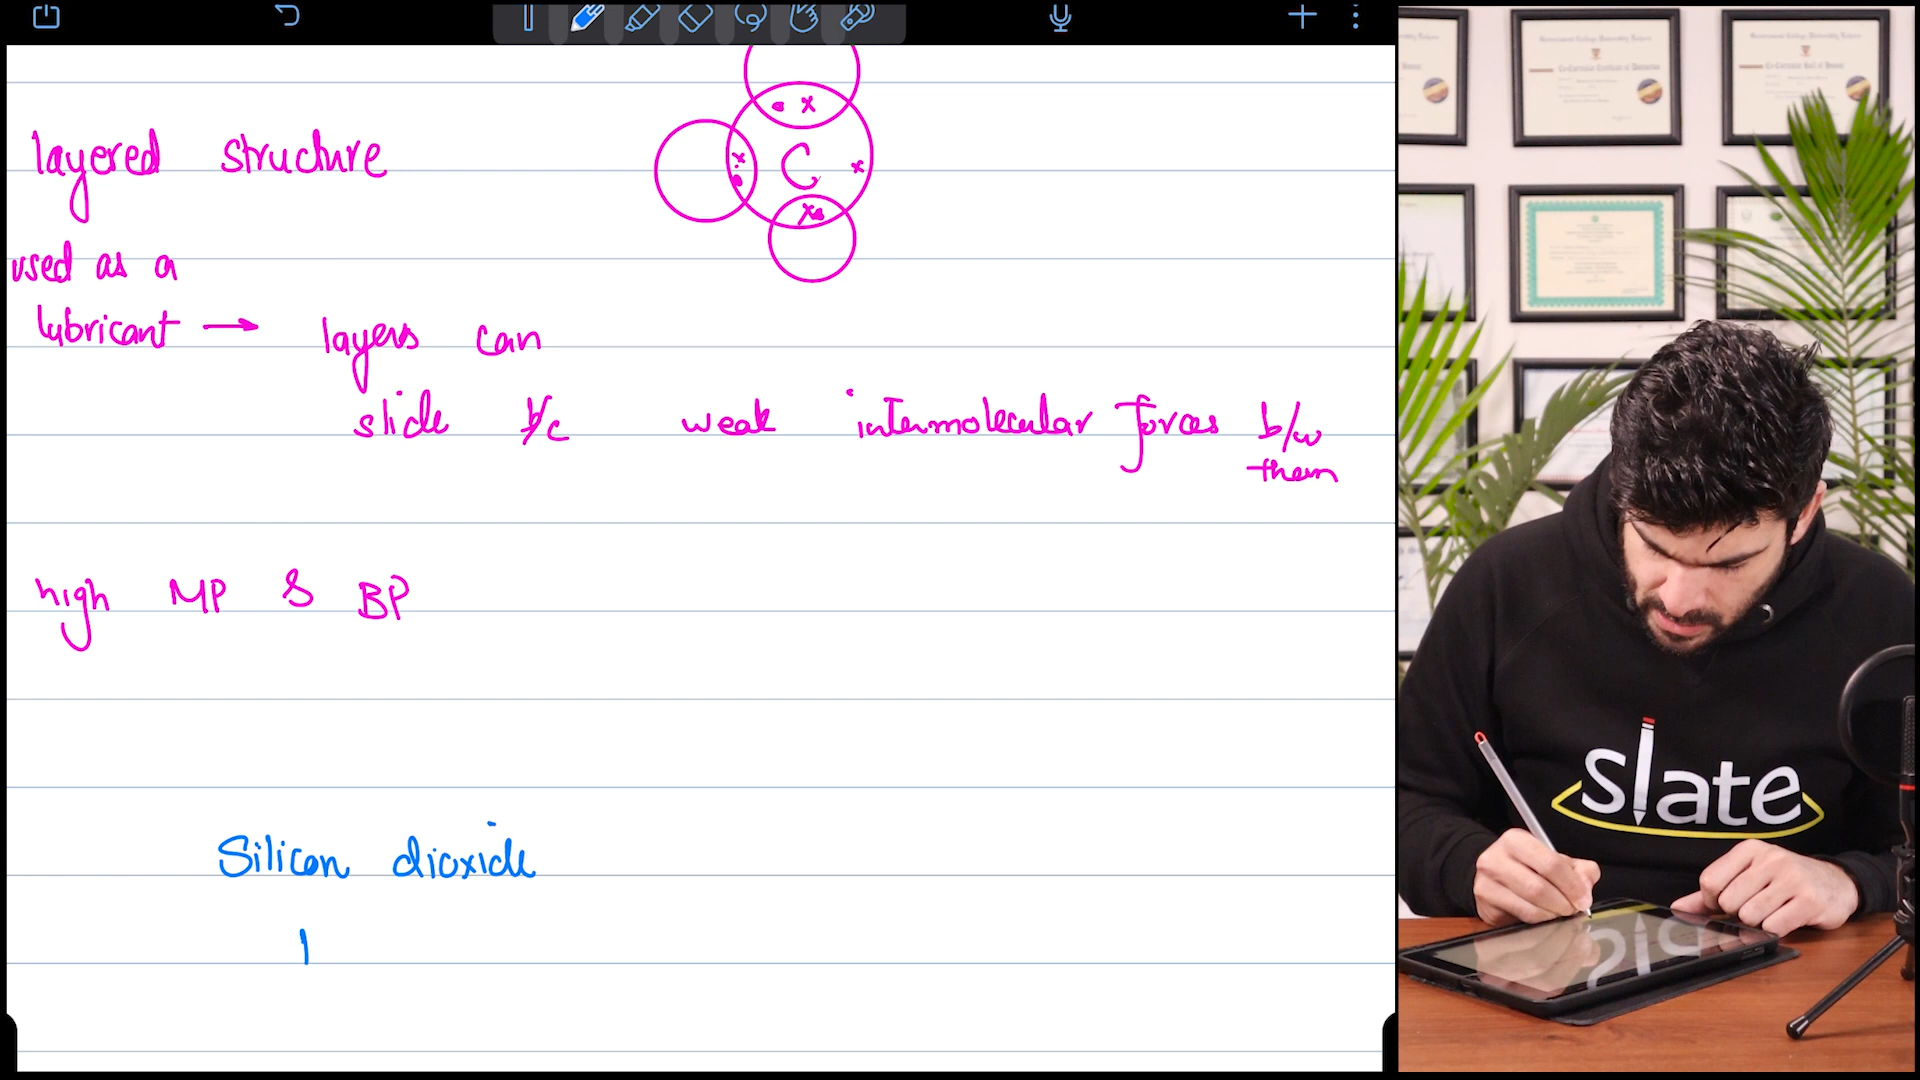 layered structure
C
used as a
lubricant → layers can
slide b/c weak intermolecular forces b/w
them
high MP & BP
Silicon dioxide
slate